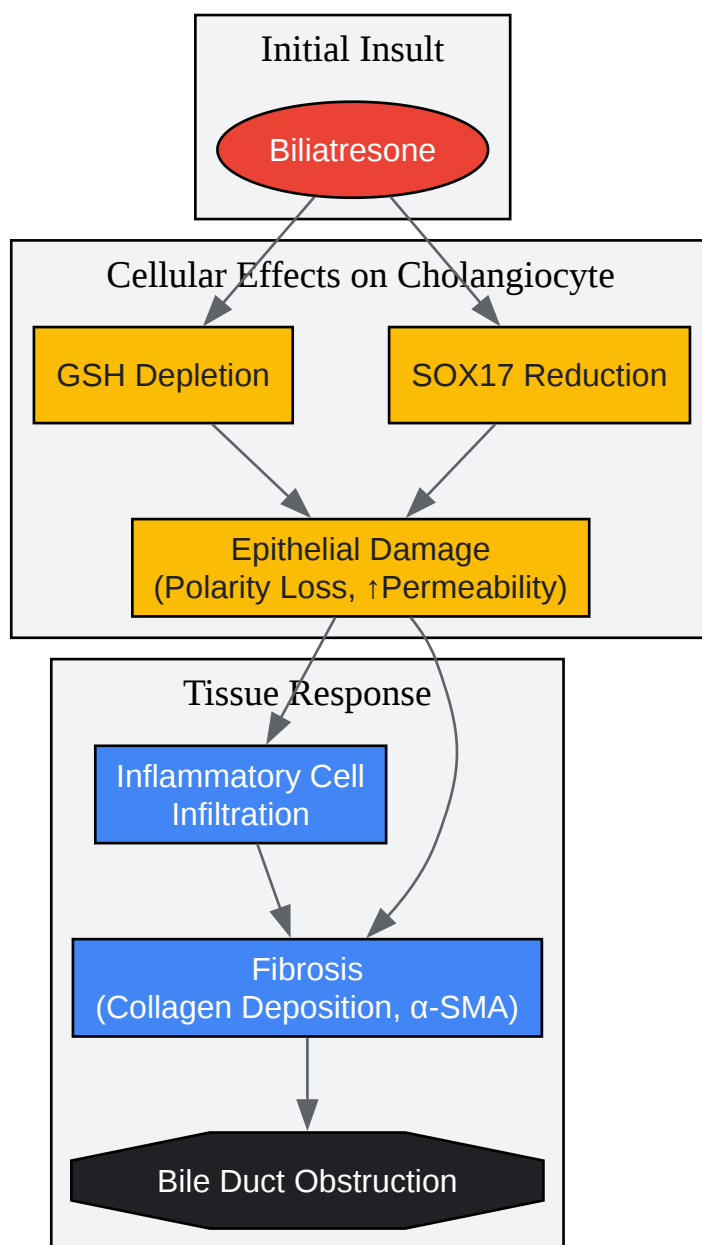 Initial Insult
Biliatresone
Cellular Effects on Cholangiocyte
GSH Depletion
SOX17 Reduction
Epithelial Damage
(Polarity Loss, ↑Permeability)
Tissue Response
Inflammatory Cell
Infiltration
Fibrosis
(Collagen Deposition, α-SMA)
Bile Duct Obstruction